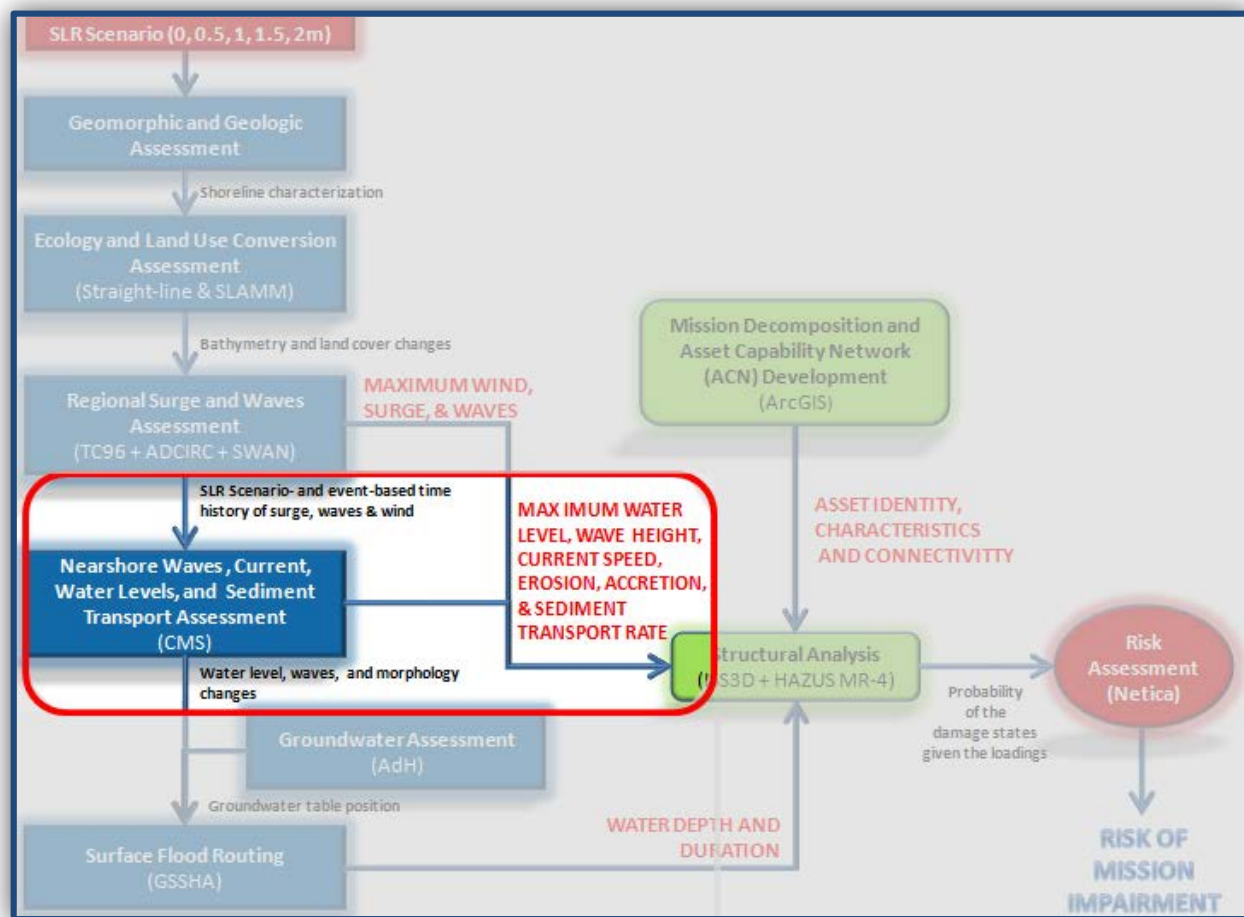 SLR Scenario (0, 0.5, 1, 1.5, 2m)
Geomorphic and Geologic
Assessment
Shoreline characterization
Ecology and Land Use Conversion
Assessment
(Straight-line & SLAMM)
Bathymetry and land cover changes
Regional Surge and Waves
Assessment
(TC96 + ADCIRC + SWAN)
MAXIMUM WIND,
SURGE, & WAVES
Mission Decomposition and
Asset Capability Network
(ACN) Development
(ArcGIS)
SLR Scenario- and event-based time
history of surge, waves & wind
Nearshore Waves , Current,
Water Levels, and Sediment
Transport Assessment
(CMS)
MAX IMUM WATER
LEVEL, WAVE HEIGHT,
CURRENT SPEED,
EROSION, ACCRETION,
& SEDIMENT
TRANSPORT RATE
ASSET IDENTITY,
CHARACTERISTICS
AND CONNECTIVITTY
Water level, waves, and morphology
changes
Structural Analysis
S3D + HAZUS MR-4)
Probability
of the
damage states
given the loadings
Risk
Assessment
(Netica)
Groundwater Assessment
(AdH)
Groundwater table position
Surface Flood Routing
(GSSHA)
WATER DEPTH AND
DURATION
RISK OF
MISSION
IMPAIRMENT